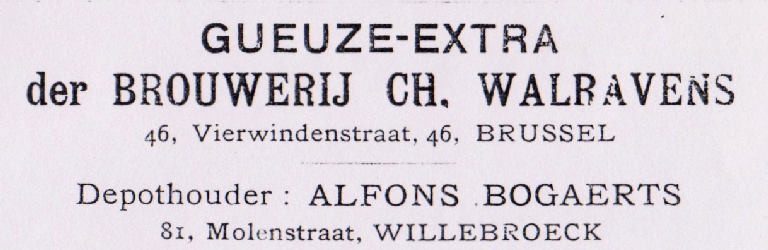 GUEUZE-EXTRA
der BROUWERIJ CH. WALRAVENS
46, Vierwindenstraat, 46, BRUSSEL
Depothouder : ALFONS BOGAERTS
81, Molenstraat, WILLEBROECK